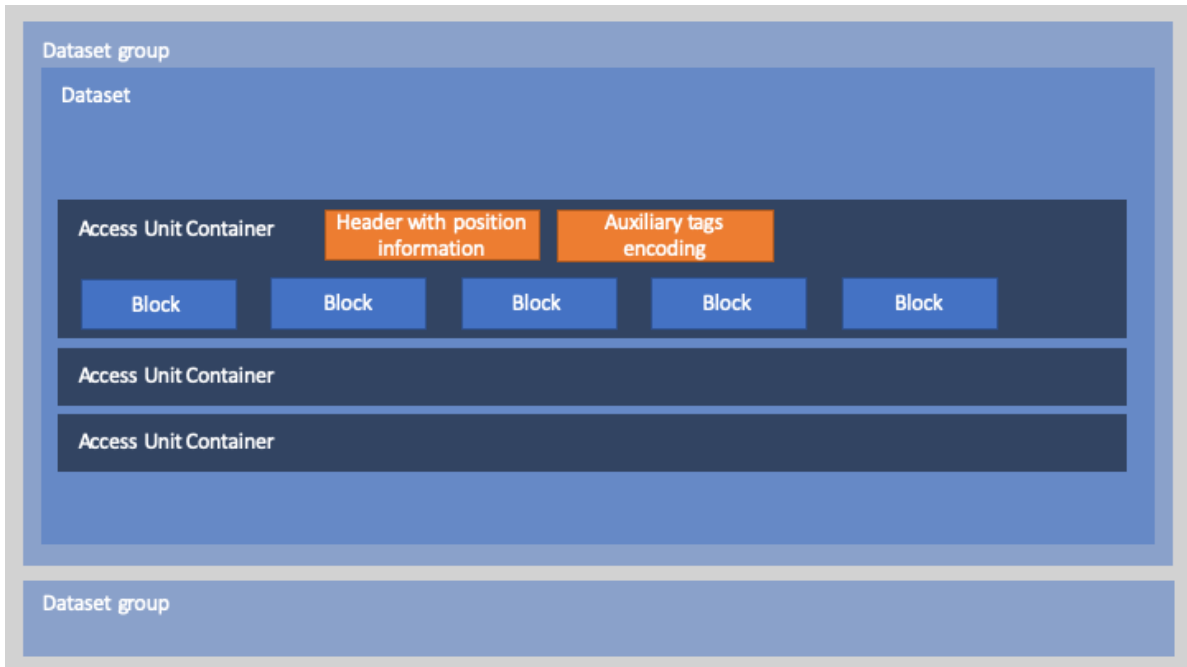 Dataset group
Dataset
Access Unit Container
Header with position
information
Auxiliary tags
encoding
Block
Block
Block
Block
Block
Access Unit Container
Access Unit Container
Dataset group